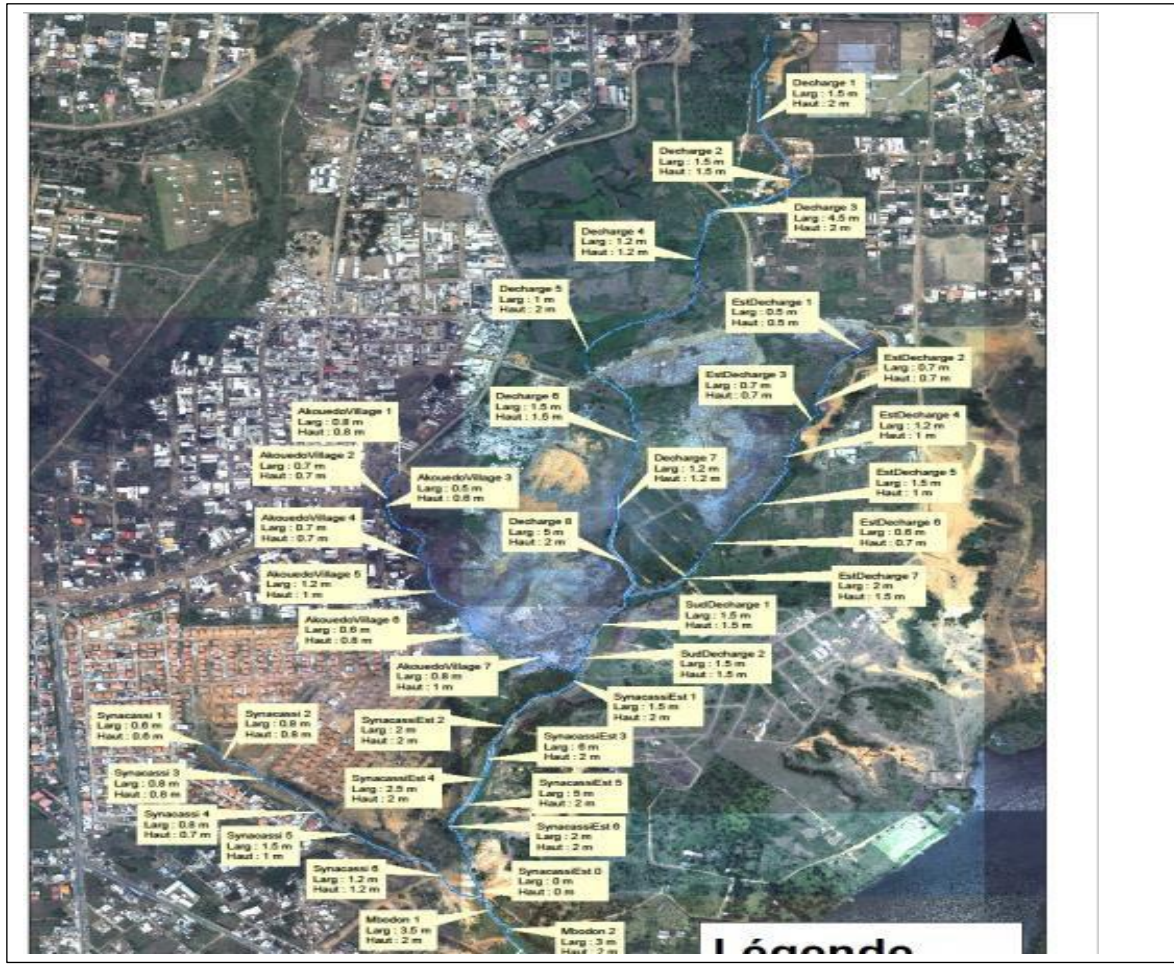 Decharge 1
Larg : 1.5 m
Haut : 2 m
Decharge 2
Larg : 1.5 m
Haut : 1.5 m
Decharge 3
Larg : 4.5 m
Haut : 2 m
Decharge 4
Larg : 1.2 m
Haut : 1.2 m
Decharge 5
Larg : 1 m
Haut : 2 m
EstDecharge 1
Larg : 0.5 m
Haut : 0.5 m
EstDecharge 2
Larg : 0.7 m
Haut : 0.7 m
EstDecharge 3
Larg : 0.7 m
Haut : 0.7 m
Decharge 6
Larg : 1.5 m
Haut : 1.5 m
AkouedoVillage 1
Larg : 0.8 m
Haut : 0.8 m
EstDecharge 4
Larg : 1.2 m
Haut : 1 m
AkouedoVillage 2
Larg : 0.7 m
Haut : 0.7 m
AkouedoVillage 3
Larg : 0.5 m
Haut : 0.6 m
Decharge 7
Larg : 1.2 m
Haut : 1.2 m
EstDecharge 5
Larg : 1.5 m
Haut : 1 m
AkouedoVillage 4
Larg : 0.7 m
Haut : 0.7 m
Decharge 8
Larg : 5 m
Haut : 2 m
EstDecharge 6
Larg : 0.6 m
Haut : 0.7 m
AkouedoVillage 5
Larg : 1.2 m
Haut : 1 m
EstDecharge 7
Larg : 2 m
Haut : 1.5 m
AkouedoVillage 6
Larg : 0.6 m
Haut : 0.8 m
SudDecharge 1
Larg : 1.5 m
Haut : 1.5 m
AkouedoVillage 7
Larg : 0.8 m
Haut : 1 m
SudDecharge 2
Larg : 1.5 m
Haut : 1.5 m
SynacassiEst 1
Larg : 1.5 m
Haut : 2 m
Synacassi 1
Larg : 0.6 m
Haut : 0.6 m
Synacassi 2
Larg : 0.8 m
Haut : 0.8 m
SynacassiEst 2
Larg : 2 m
Haut : 2 m
SynacassiEst 3
Larg : 6 m
Haut : 2 m
Synacassi 3
Larg : 0.8 m
Haut : 0.8 m
SynacassiEst 4
Larg : 2.5 m
Haut : 2 m
SynacassiEst 5
Larg : 5 m
Haut : 2 m
Synacassi 4
Larg : 0.8 m
Haut : 0.7 m
Synacassi 5
Larg : 1.5 m
Haut : 1 m
SynacassiEst 6
Larg : 2 m
Haut : 2 m
Synacassi 6
Larg : 1.2 m
Haut : 1.2 m
SynacassiEst 0
Larg : 0 m
Haut : 0 m
Mbodon 1
Larg : 3.5 m
Haut : 2 m
Mbodon 2
Larg : 3 m
Haut : 2 m
Légende